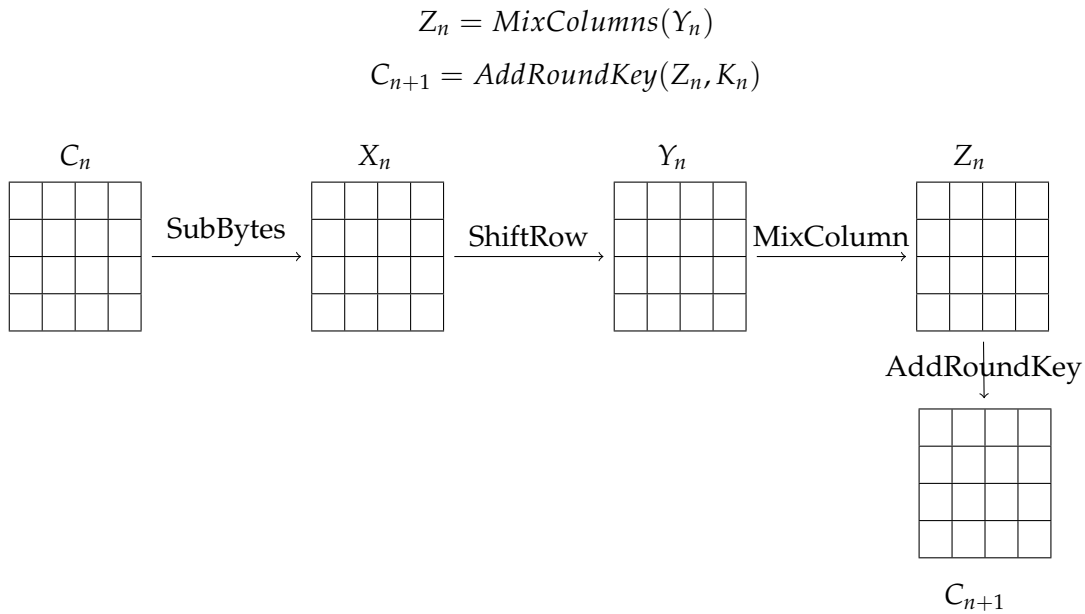 Z_n = MixColumns(Y_n)
C_{n+1} = AddRoundKey(Z_n, K_n)
C_n X_n Y_n Z_n
SubBytes ShiftRow MixColumn
AddRoundKey
C_{n+1}